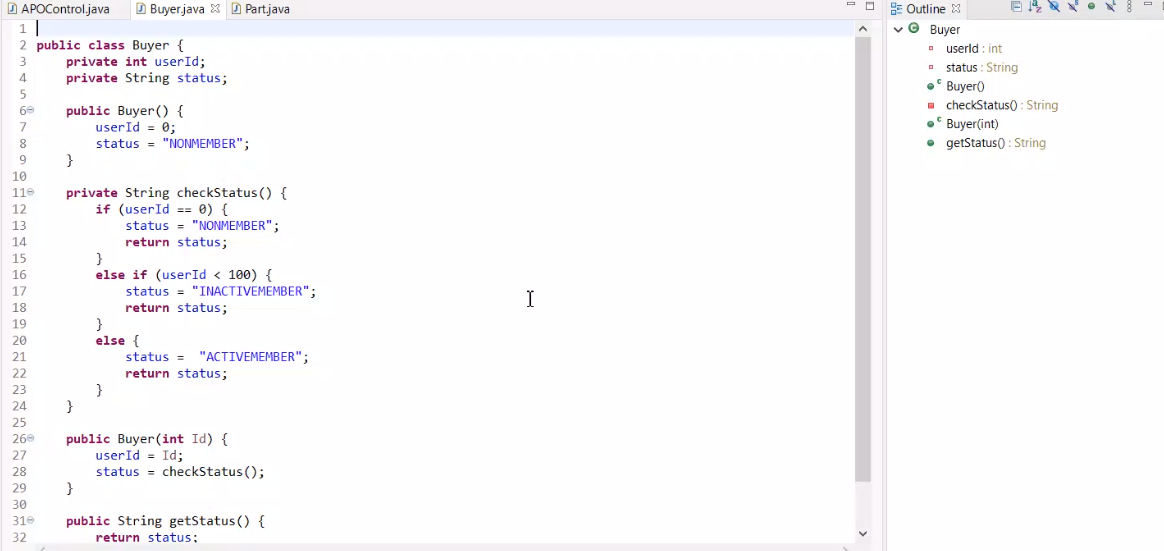 APOControl.java Buyer.java Part.java
1
2 public class Buyer {
3 private int userId;
4 private String status;
5
6 public Buyer() {
7 userId = 0;
8 status = "NONMEMBER";
9 }
10
11 private String checkStatus() {
12 if (userId == 0) {
13 status = "NONMEMBER";
14 return status;
15 }
16 else if (userId < 100) {
17 status = "INACTIVEMEMBER";
18 return status;
19 }
20 else {
21 status =  "ACTIVEMEMBER";
22 return status;
23 }
24 }
25
26 public Buyer(int Id) {
27 userId = Id;
28 status = checkStatus();
29 }
30
31 public String getStatus() {
32 return status;
Outline
Buyer
userId : int
status : String
Buyer()
checkStatus() : String
Buyer(int)
getStatus() : String